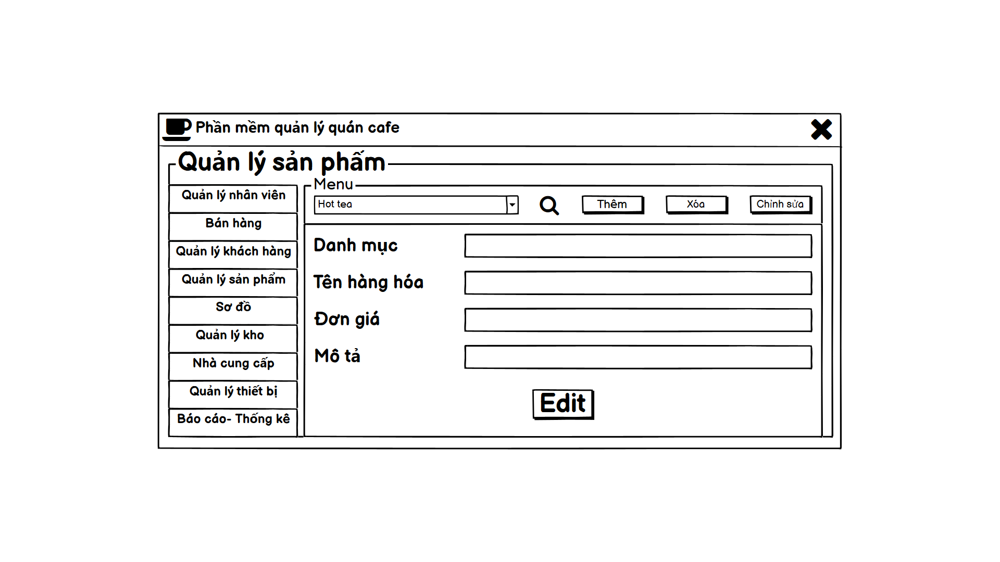 Phần mềm quản lý quán cafe
Quản lý sản phẩm
Quản lý nhân viên
Bán hàng
Quản lý khách hàng
Quản lý sản phẩm
Sơ đồ
Quản lý kho
Nhà cung cấp
Quản lý thiết bị
Báo cáo- Thống kê
Menu
Hot tea
Thêm
Xóa
Chỉnh sửa
Danh mục
Tên hàng hóa
Đơn giá
Mô tả
Edit